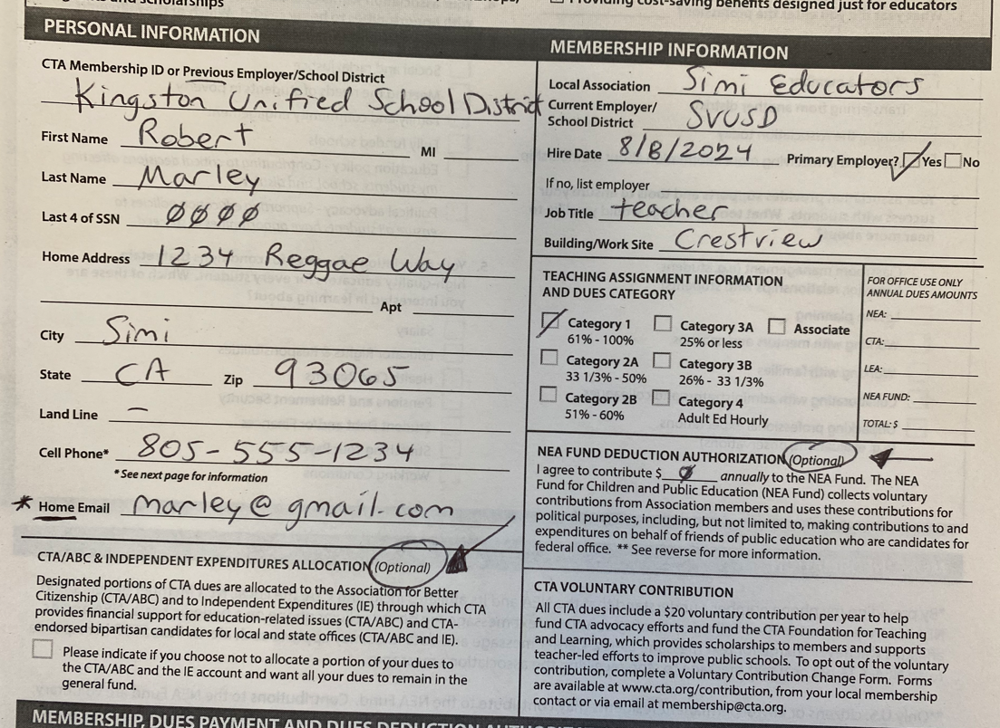 Providing cost-saving benefits designed just for educators
PERSONAL INFORMATION
CTA Membership ID or Previous Employer/School District
Kingston Unified School District
First Name Robert MI
Last Name Marley
Last 4 of SSN 0000
Home Address 1234 Reggae Way
Apt
City Simi
State CA Zip 93065
Land Line –
Cell Phone* 805-555-1234
*See next page for information
* Home Email marley@gmail.com
CTA/ABC & INDEPENDENT EXPENDITURES ALLOCATION (Optional)
Designated portions of CTA dues are allocated to the Association for Better
Citizenship (CTA/ABC) and to Independent Expenditures (IE) through which CTA
provides financial support for education-related issues (CTA/ABC) and CTA-
endorsed bipartisan candidates for local and state offices (CTA/ABC and IE).
Please indicate if you choose not to allocate a portion of your dues to
the CTA/ABC and the IE account and want all your dues to remain in the
general fund.
MEMBERSHIP INFORMATION
Local Association Simi Educators
Current Employer/
School District SVUSD
Hire Date 8/8/2024 Primary Employer? Yes No
If no, list employer
Job Title teacher
Building/Work Site Crestview
TEACHING ASSIGNMENT INFORMATION
AND DUES CATEGORY
Category 1 Category 3A Associate
61% - 100% 25% or less
Category 2A Category 3B
33 1/3% - 50% 26% - 33 1/3%
Category 2B Category 4
51% - 60% Adult Ed Hourly
FOR OFFICE USE ONLY
ANNUAL DUES AMOUNTS
NEA:
CTA:
LEA:
NEA FUND:
TOTAL: $
NEA FUND DEDUCTION AUTHORIZATION (Optional)
I agree to contribute $ 0 annually to the NEA Fund. The NEA
Fund for Children and Public Education (NEA Fund) collects voluntary
contributions from Association members and uses these contributions for
political purposes, including, but not limited to, making contributions to and
expenditures on behalf of friends of public education who are candidates for
federal office. ** See reverse for more information.
CTA VOLUNTARY CONTRIBUTION
All CTA dues include a $20 voluntary contribution per year to help
fund CTA advocacy efforts and fund the CTA Foundation for Teaching
and Learning, which provides scholarships to members and supports
teacher-led efforts to improve public schools. To opt out of the voluntary
contribution, complete a Voluntary Contribution Change Form. Forms
are available at www.cta.org/contribution, from your local membership
contact or via email at membership@cta.org.
MEMBERSHIP, DUES PAYMENT AND DUES DEDUCTION